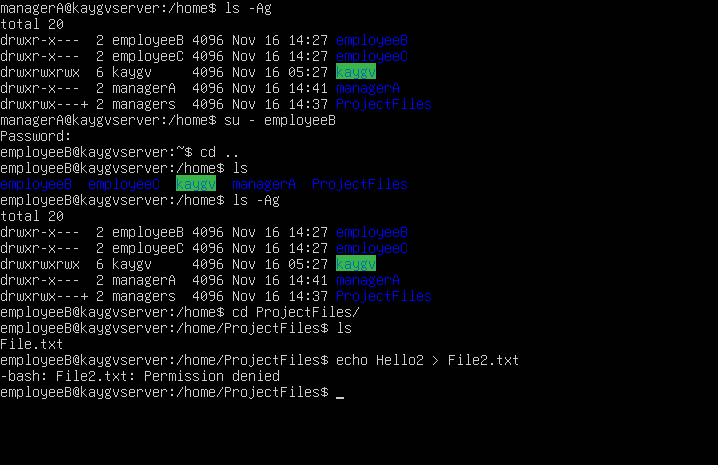 managerA@kaygvserver:/home$ ls -Ag
total 20
drwxr-x---  2 employeeB 4096 Nov 16 14:27 employeeB
drwxr-x---  2 employeeC 4096 Nov 16 14:27 employeeC
drwxrwxrwx  6 kaygv     4096 Nov 16 05:27 kaygv
drwxr-x---  2 managerA  4096 Nov 16 14:41 managerA
drwxrwx---+ 2 managers  4096 Nov 16 14:37 ProjectFiles
managerA@kaygvserver:/home$ su - employeeB
Password:
employeeB@kaygvserver:~$ cd ..
employeeB@kaygvserver:/home$ ls
employeeB  employeeC  kaygv  managerA  ProjectFiles
employeeB@kaygvserver:/home$ ls -Ag
total 20
drwxr-x---  2 employeeB 4096 Nov 16 14:27 employeeB
drwxr-x---  2 employeeC 4096 Nov 16 14:27 employeeC
drwxrwxrwx  6 kaygv     4096 Nov 16 05:27 kaygv
drwxr-x---  2 managerA  4096 Nov 16 14:41 managerA
drwxrwx---+ 2 managers  4096 Nov 16 14:37 ProjectFiles
employeeB@kaygvserver:/home$ cd ProjectFiles/
employeeB@kaygvserver:/home/ProjectFiles$ ls
File.txt
employeeB@kaygvserver:/home/ProjectFiles$ echo Hello2 > File2.txt
-bash: File2.txt: Permission denied
employeeB@kaygvserver:/home/ProjectFiles$ _